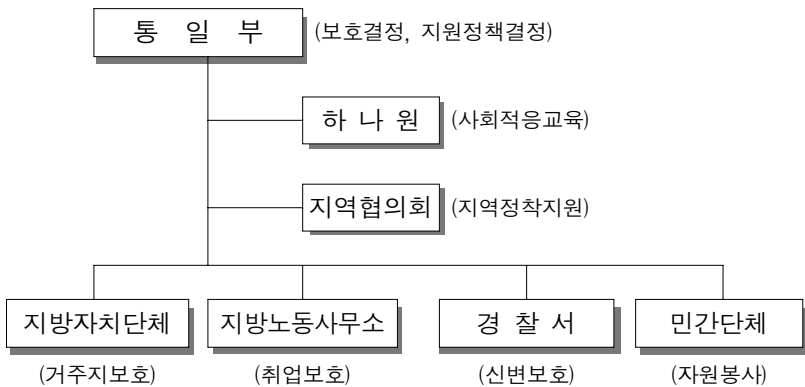 통 일 부 (보호결정, 지원정책결정)
하 나 원 (사회적응교육)
지역협의회 (지역정착지원)
지방자치단체 지방노동사무소 경 찰 서 민간단체
(거주지보호) (취업보호) (신변보호) (자원봉사)